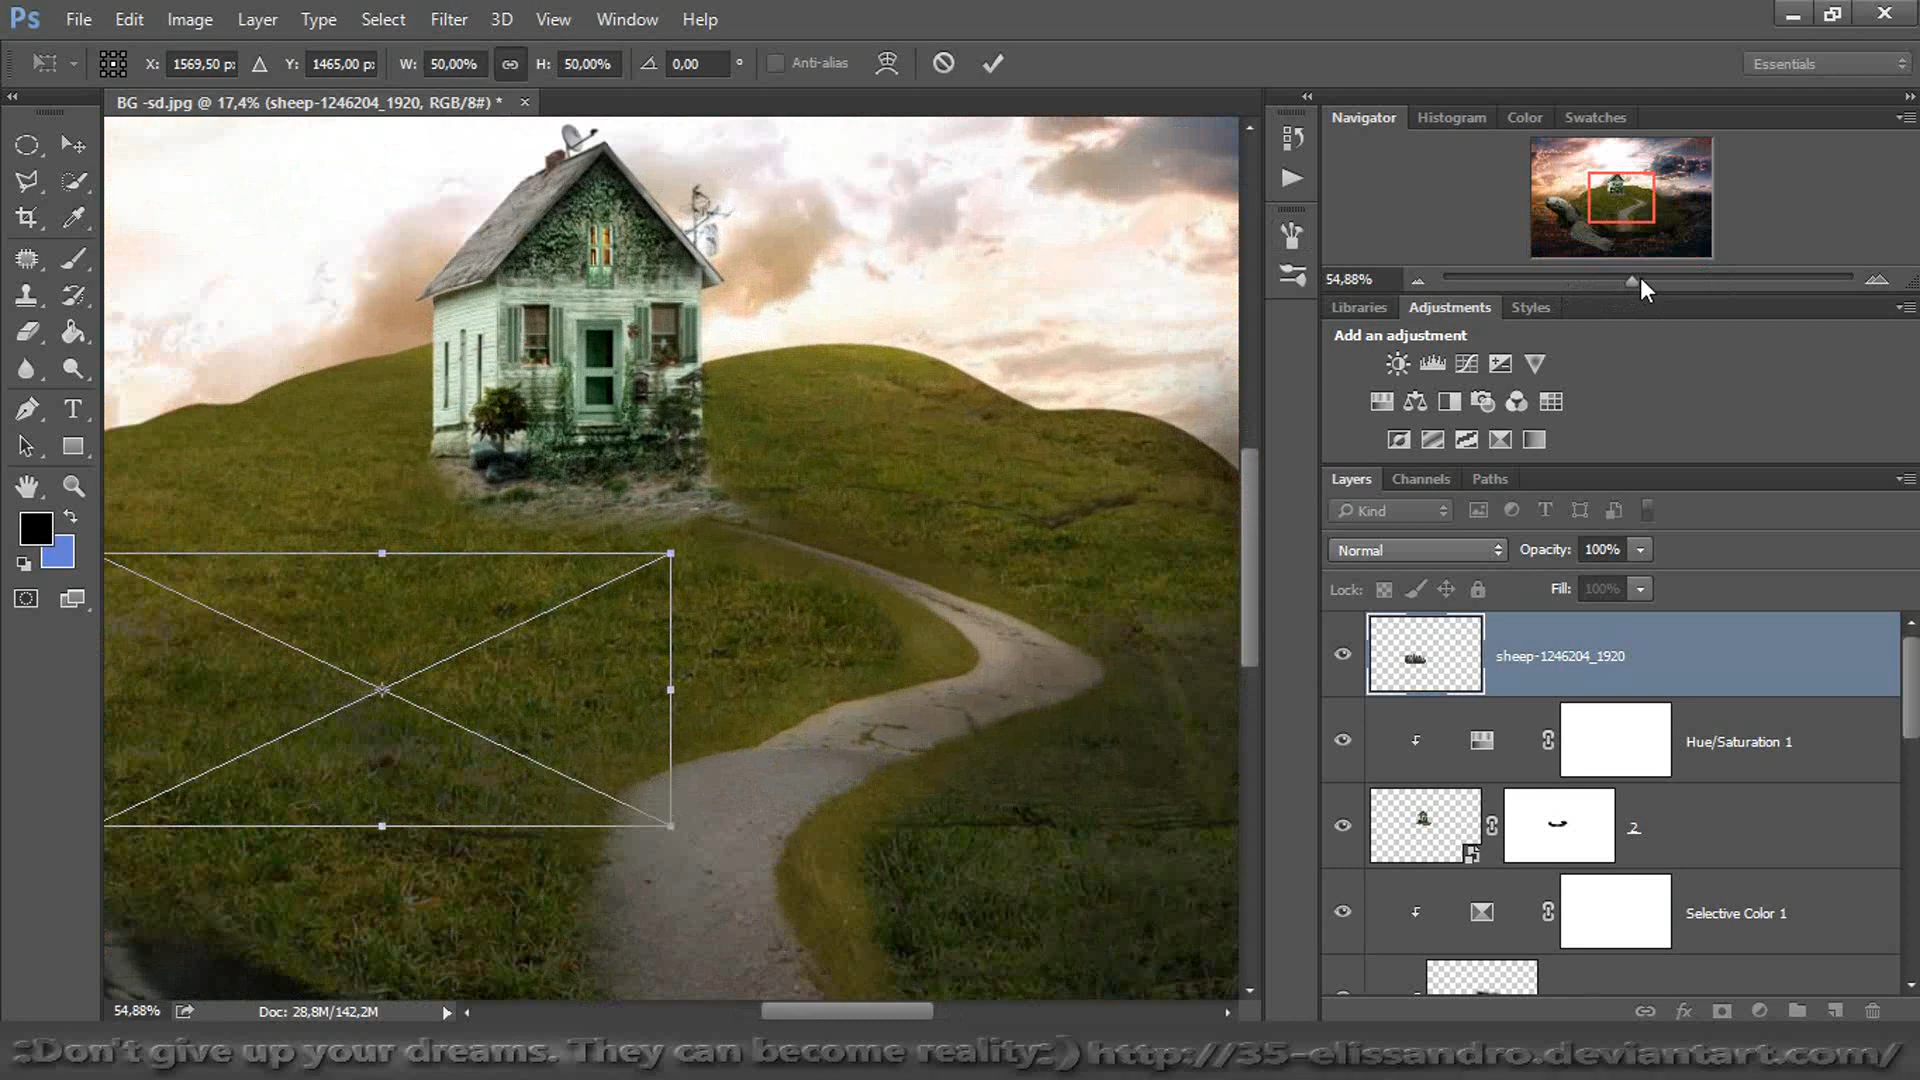 Ps File Edit Image Layer Type Select Filter 3D View Window Help
X: 1569,50 p: Y: 1465,00 p: W: 50,00% H: 50,00% 0,00 ° Anti-alias Essentials
BG -sd.jpg @ 17,4% (sheep-1246204_1920, RGB/8#) * ×
Navigator Histogram Color Swatches
54,88%
Libraries Adjustments Styles
Add an adjustment
Layers Channels Paths
Kind
Normal Opacity: 100%
Lock: Fill: 100%
sheep-1246204_1920
Hue/Saturation 1
2
Selective Color 1
54,88% Doc: 28,8M/142,2M
:Don't give up your dreams. They can become reality:) http://35-elissandro.deviantart.com/